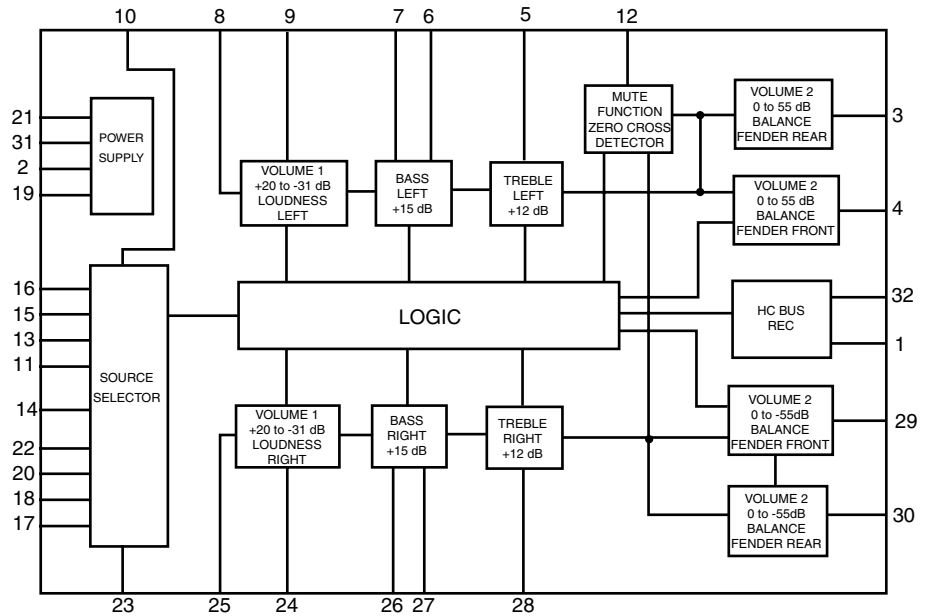 10
8
9
7
6
5
12
21
31
2
19
POWER
SUPPLY
MUTE
FUNCTION
ZERO CROSS
DETECTOR
VOLUME 2
0 to 55 dB
BALANCE
FENDER REAR
3
VOLUME 1
+20 to -31 dB
LOUDNESS
LEFT
BASS
LEFT
+15 dB
TREBLE
LEFT
+12 dB
VOLUME 2
0 to 55 dB
BALANCE
FENDER FRONT
4
16
15
13
11
14
22
20
18
17
SOURCE
SELECTOR
LOGIC
HC BUS
REC
32
1
VOLUME 1
+20 to -31 dB
LOUDNESS
RIGHT
BASS
RIGHT
+15 dB
TREBLE
RIGHT
+12 dB
VOLUME 2
0 to -55dB
BALANCE
FENDER FRONT
29
VOLUME 2
0 to -55dB
BALANCE
FENDER REAR
30
23
25
24
26
27
28